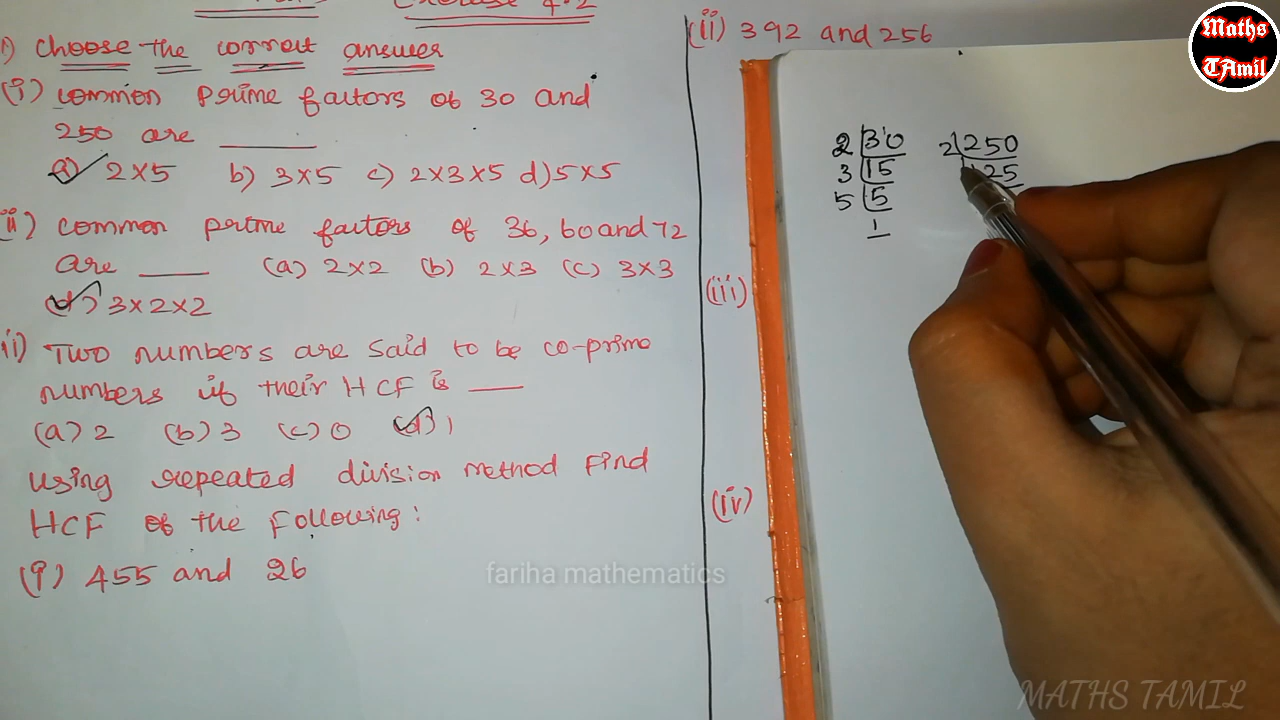 Exercise 4.2
1) Choose the correct answer
(i) common prime factors of 30 and
250 are ____
a) 2×5 b) 3×5 c) 2×3×5 d) 5×5
(ii) common prime factors of 36, 60 and 72
are ____ (a) 2×2 (b) 2×3 (c) 3×3
(d) 3×2×2
ii) Two numbers are said to be co-prime
numbers if their HCF is ____
(a) 2 (b) 3 (c) 0 (d) 1
using repeated division method Find
HCF of the following:
(i) 455 and 26
(ii) 392 and 256
(iii)
(iv)
2 30
3 15
5 5
1
2 250
125
Maths
TAmil
fariha mathematics
MATHS TAMIL